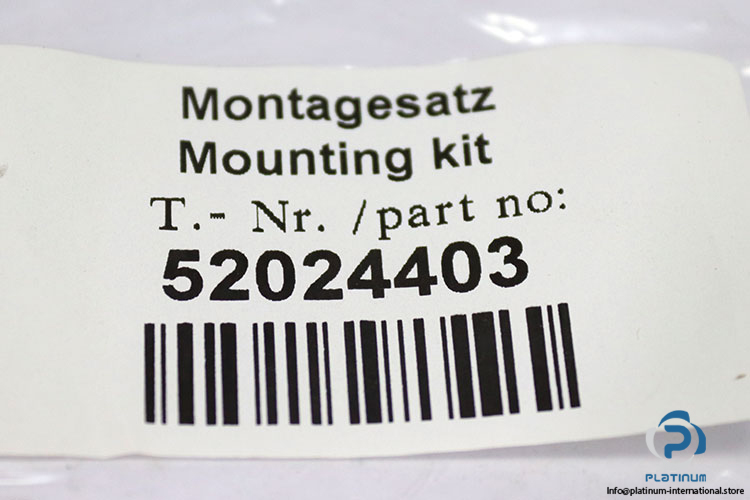 Montagesatz
Mounting kit
T.- Nr. /part no:
52024403
PLATINUM
Info@platinum-international.store